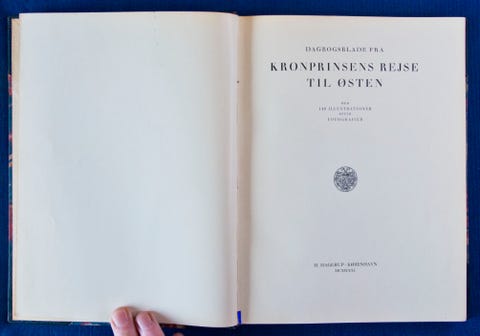 DAGBOGSBLADE FRA
KRONPRINSENS REJSE
TIL ØSTEN
MED
ILLUSTRATIONER
EFTER
FOTOGRAFIER
H. HAGERUP · KØBENHAVN